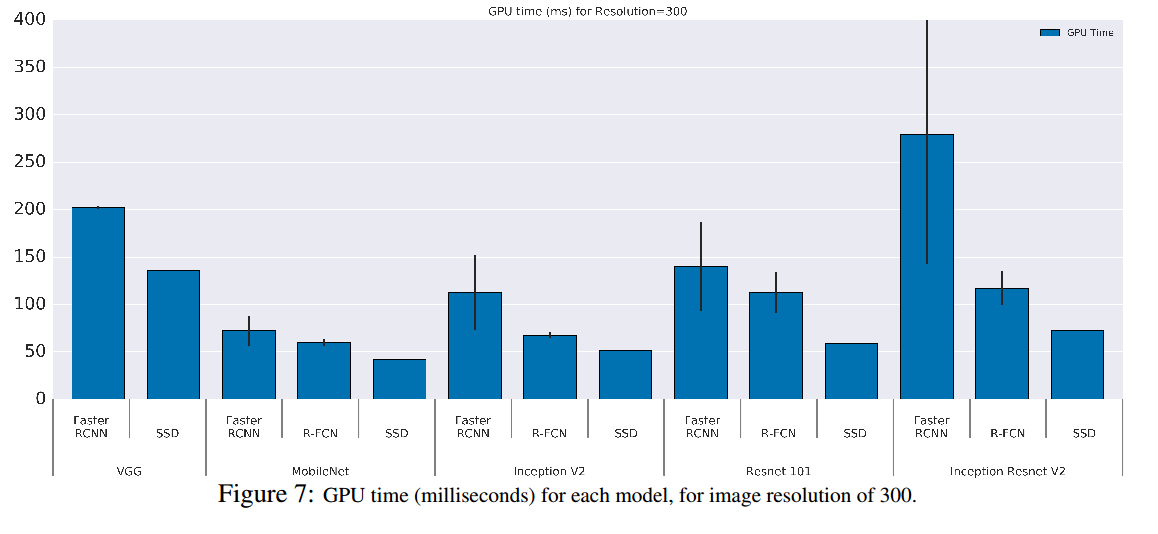 GPU time (ms) for Resolution=300
400
350
300
250
200
150
100
50
0
GPU Time
Faster RCNN
SSD
Faster RCNN
R-FCN
SSD
Faster RCNN
R-FCN
SSD
Faster RCNN
R-FCN
SSD
Faster RCNN
R-FCN
SSD
VGG
MobileNet
Inception V2
Resnet 101
Inception Resnet V2
Figure 7: GPU time (milliseconds) for each model, for image resolution of 300.